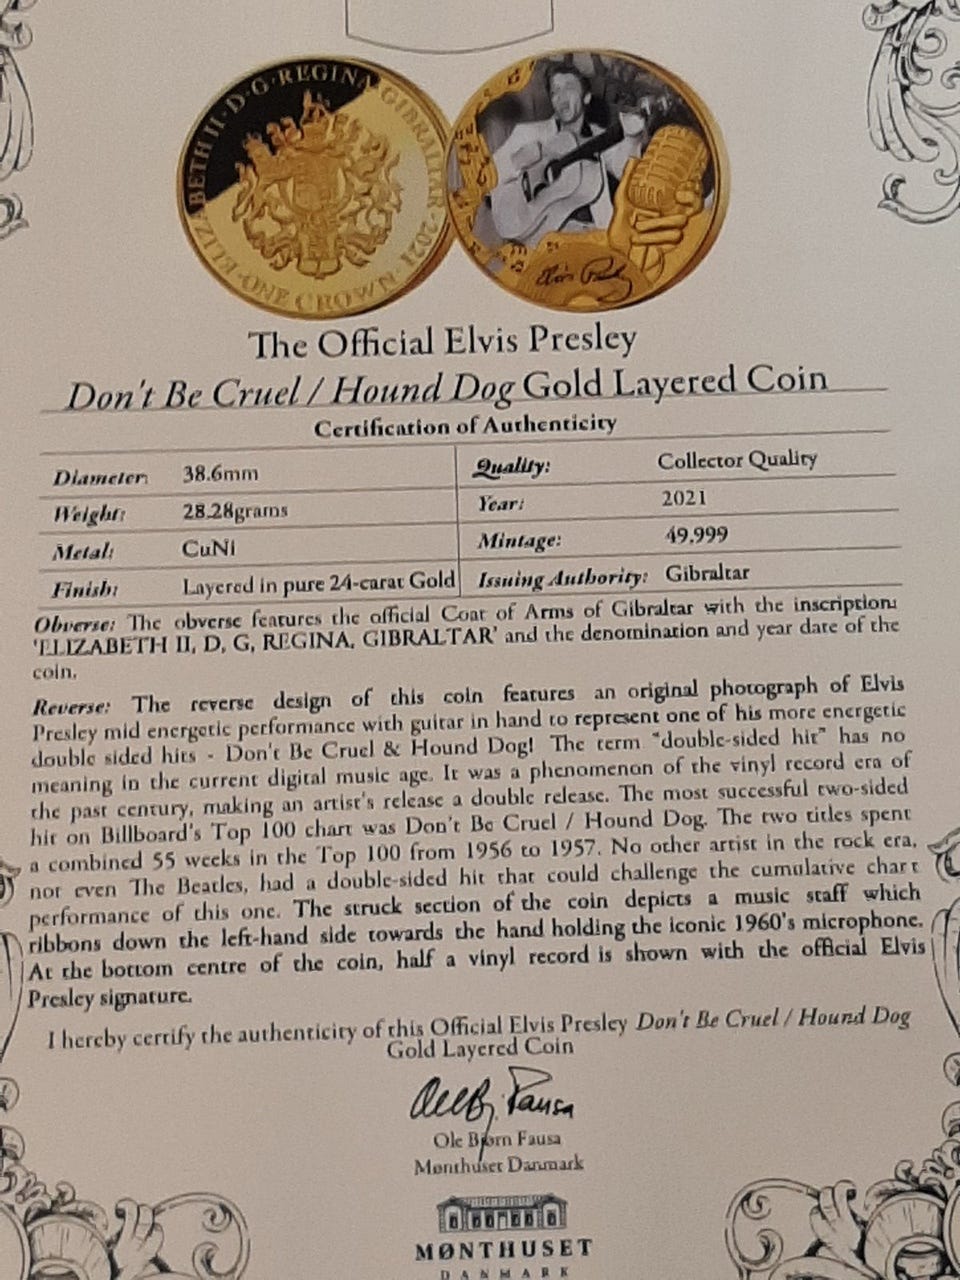 ELIZABETH II · D · G · REGINA GIBRALTAR · 2021 ·
· ONE CROWN ·
Elvis Presley
The Official Elvis Presley
Don't Be Cruel / Hound Dog Gold Layered Coin
Certification of Authenticity
Diameter: 38.6mm Quality: Collector Quality
Weight: 28.28grams Year: 2021
Metal: CuNi Mintage: 49,999
Finish: Layered in pure 24-carat Gold Issuing Authority: Gibraltar
Obverse: The obverse features the official Coat of Arms of Gibraltar with the inscription:
'ELIZABETH II, D, G, REGINA, GIBRALTAR' and the denomination and year date of the
coin.
Reverse: The reverse design of this coin features an original photograph of Elvis
Presley mid energetic performance with guitar in hand to represent one of his more energetic
double sided hits - Don't Be Cruel & Hound Dog! The term "double-sided hit" has no
meaning in the current digital music age. It was a phenomenon of the vinyl record era of
the past century, making an artist's release a double release. The most successful two-sided
hit on Billboard's Top 100 chart was Don't Be Cruel / Hound Dog. The two titles spent
a combined 55 weeks in the Top 100 from 1956 to 1957. No other artist in the rock era,
not even The Beatles, had a double-sided hit that could challenge the cumulative chart
performance of this one. The struck section of the coin depicts a music staff which
ribbons down the left-hand side towards the hand holding the iconic 1960's microphone.
At the bottom centre of the coin, half a vinyl record is shown with the official Elvis
Presley signature.
I hereby certify the authenticity of this Official Elvis Presley Don't Be Cruel / Hound Dog
Gold Layered Coin
Ole Bj. Fausa
Ole Bjørn Fausa
Mønthuset Danmark
MØNTHUSET
DANMARK